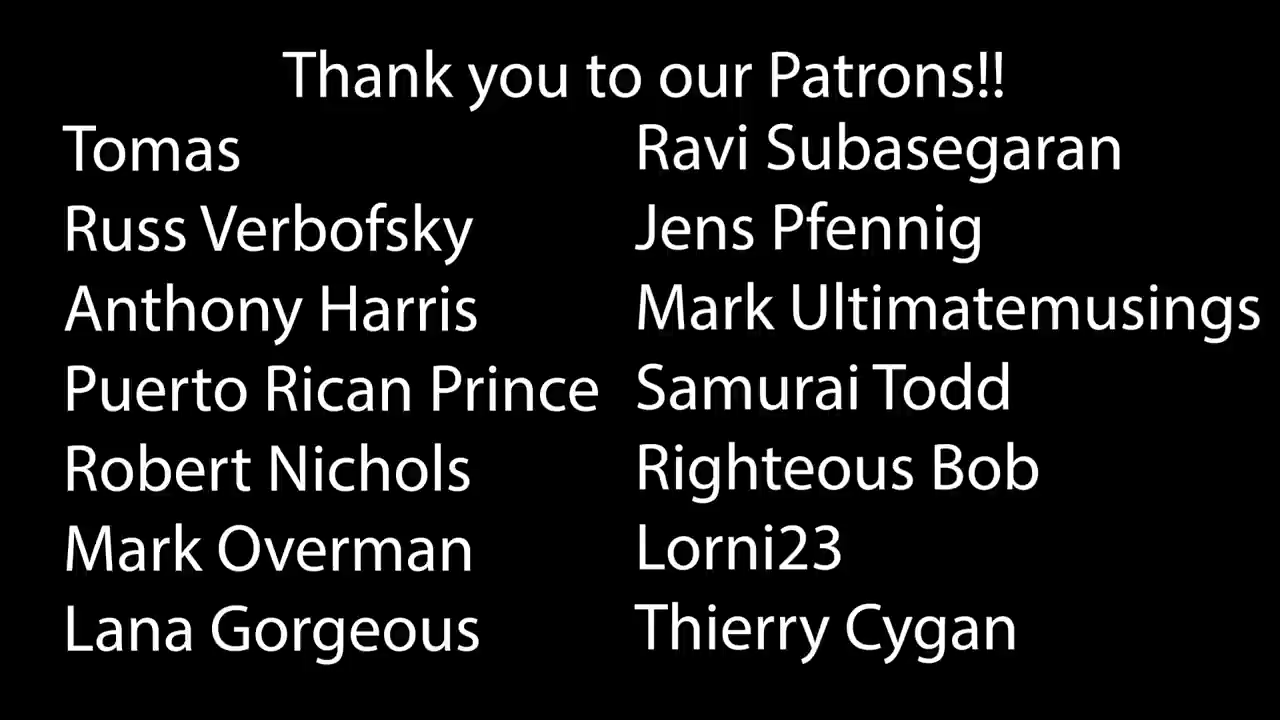 Thank you to our Patrons!!
Tomas
Russ Verbofsky
Anthony Harris
Puerto Rican Prince
Robert Nichols
Mark Overman
Lana Gorgeous
Ravi Subasegaran
Jens Pfennig
Mark Ultimatemusings
Samurai Todd
Righteous Bob
Lorni23
Thierry Cygan